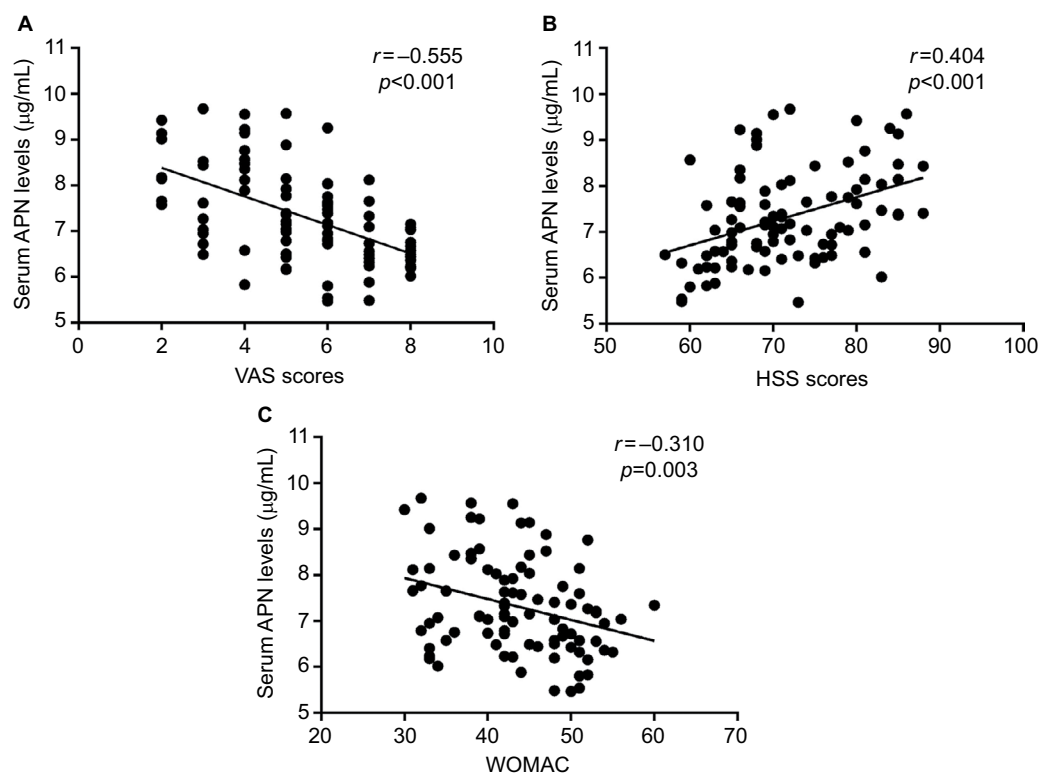 A
11
10
9
8
7
6
5
Serum APN levels (μg/mL)
0
2
4
6
8
10
VAS scores
r=–0.555
p<0.001
B
11
10
9
8
7
6
5
Serum APN levels (μg/mL)
50
60
70
80
90
100
HSS scores
r=0.404
p<0.001
C
11
10
9
8
7
6
5
Serum APN levels (μg/mL)
20
30
40
50
60
70
WOMAC
r=–0.310
p=0.003